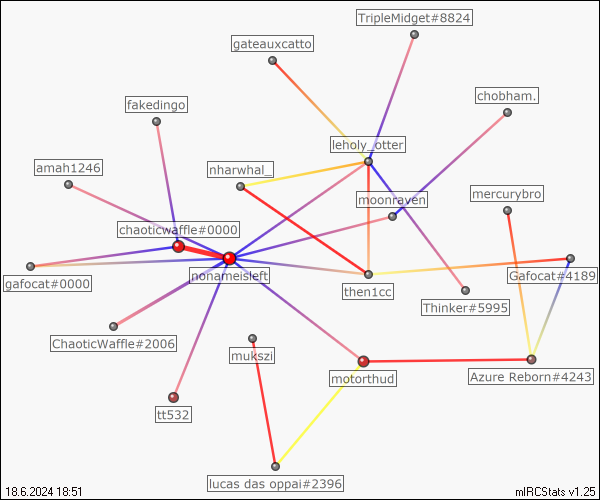 TripleMidget#8824
gateauxcatto
chobham.
fakedingo
leholy_otter
nharwhal_
amah1246
moonraven
mercurybro
chaoticwaffle#0000
nonameisleft
gafocat#0000
then1cc
Gafocat#4189
Thinker#5995
ChaoticWaffle#2006
mukszi
motorthud
Azure Reborn#4243
tt532
lucas das oppai#2396
18.6.2024 18:51
mIRCStats v1.25